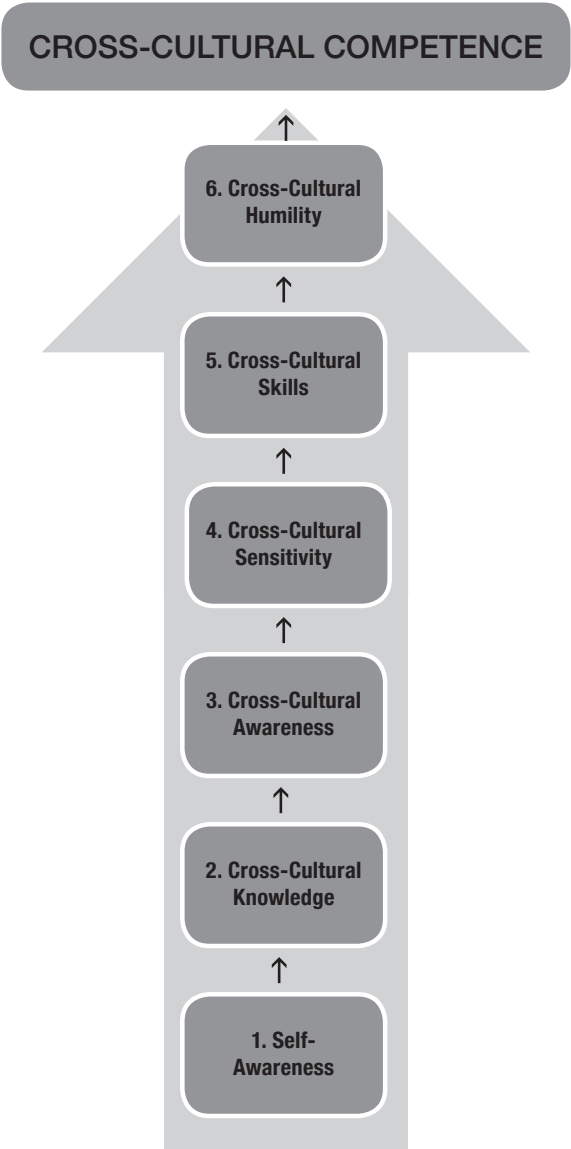 CROSS-CULTURAL COMPETENCE
↑
6. Cross-Cultural
Humility
↑
5. Cross-Cultural
Skills
↑
4. Cross-Cultural
Sensitivity
↑
3. Cross-Cultural
Awareness
↑
2. Cross-Cultural
Knowledge
↑
1. Self-
Awareness